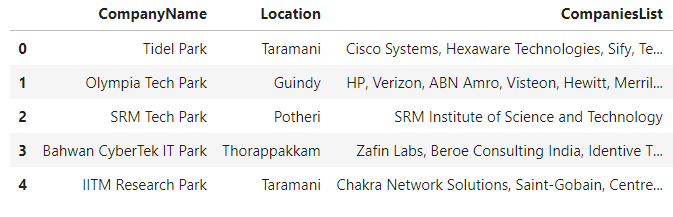 CompanyName Location CompaniesList
0 Tidel Park Taramani Cisco Systems, Hexaware Technologies, Sify, Te...
1 Olympia Tech Park Guindy HP, Verizon, ABN Amro, Visteon, Hewitt, Merril...
2 SRM Tech Park Potheri SRM Institute of Science and Technology
3 Bahwan CyberTek IT Park Thorappakkam Zafin Labs, Beroe Consulting India, Identive T...
4 IITM Research Park Taramani Chakra Network Solutions, Saint-Gobain, Centre...